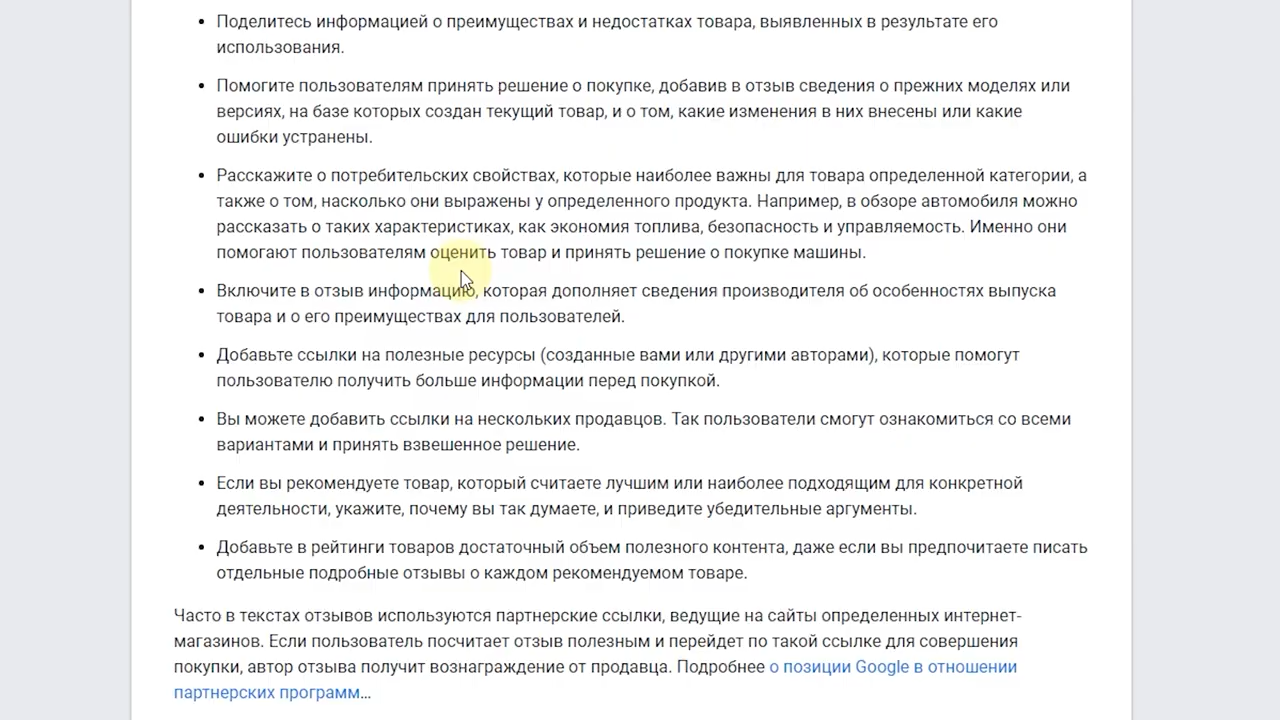 Поделитесь информацией о преимуществах и недостатках товара, выявленных в результате его
использования.
Помогите пользователям принять решение о покупке, добавив в отзыв сведения о прежних моделях или
версиях, на базе которых создан текущий товар, и о том, какие изменения в них внесены или какие
ошибки устранены.
Расскажите о потребительских свойствах, которые наиболее важны для товара определенной категории, а
также о том, насколько они выражены у определенного продукта. Например, в обзоре автомобиля можно
рассказать о таких характеристиках, как экономия топлива, безопасность и управляемость. Именно они
помогают пользователям оценить товар и принять решение о покупке машины.
Включите в отзыв информацию, которая дополняет сведения производителя об особенностях выпуска
товара и о его преимуществах для пользователей.
Добавьте ссылки на полезные ресурсы (созданные вами или другими авторами), которые помогут
пользователю получить больше информации перед покупкой.
Вы можете добавить ссылки на нескольких продавцов. Так пользователи смогут ознакомиться со всеми
вариантами и принять взвешенное решение.
Если вы рекомендуете товар, который считаете лучшим или наиболее подходящим для конкретной
деятельности, укажите, почему вы так думаете, и приведите убедительные аргументы.
Добавьте в рейтинги товаров достаточный объем полезного контента, даже если вы предпочитаете писать
отдельные подробные отзывы о каждом рекомендуемом товаре.
Часто в текстах отзывов используются партнерские ссылки, ведущие на сайты определенных интернет-
магазинов. Если пользователь посчитает отзыв полезным и перейдет по такой ссылке для совершения
покупки, автор отзыва получит вознаграждение от продавца. Подробнее о позиции Google в отношении
партнерских программ…